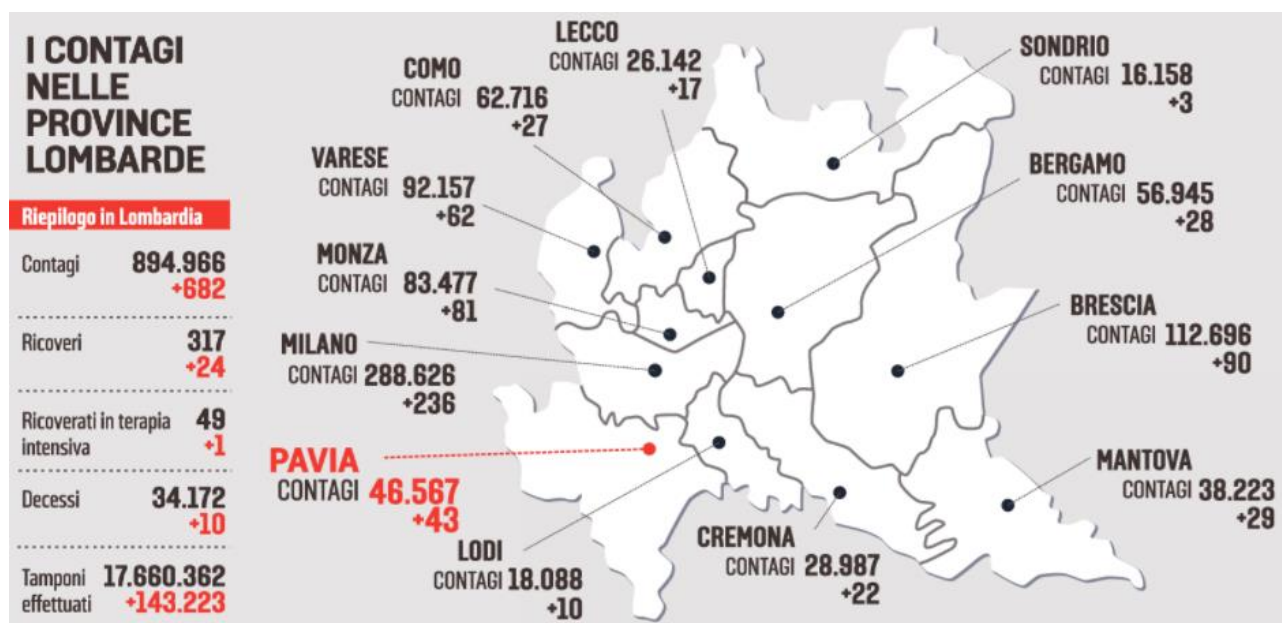 I CONTAGI
NELLE
PROVINCE
LOMBARDE
Riepilogo in Lombardia
Contagi 894.966
+682
Ricoveri 317
+24
Ricoverati in terapia
intensiva 49
+1
Decessi 34.172
+10
Tamponi
effettuati 17.660.362
+143.223
LECCO
CONTAGI 26.142
+17
COMO
CONTAGI 62.716
+27
VARESE
CONTAGI 92.157
+62
MONZA
CONTAGI 83.477
+81
MILANO
CONTAGI 288.626
+236
PAVIA
CONTAGI 46.567
+43
LODI
CONTAGI 18.088
+10
CREMONA
CONTAGI 28.987
+22
SONDRIO
CONTAGI 16.158
+3
BERGAMO
CONTAGI 56.945
+28
BRESCIA
CONTAGI 112.696
+90
MANTOVA
CONTAGI 38.223
+29